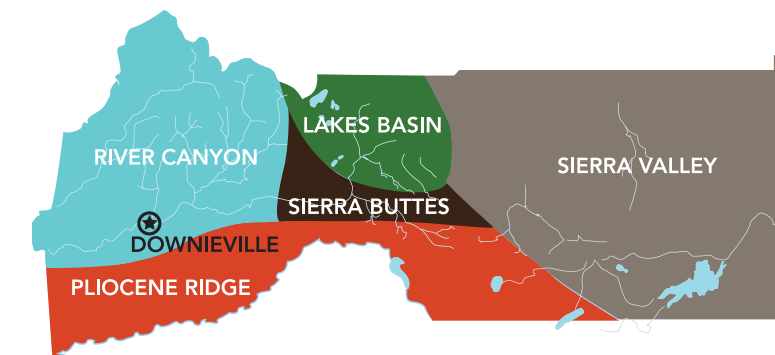 LAKES BASIN
RIVER CANYON
SIERRA VALLEY
SIERRA BUTTES
DOWNIEVILLE
PLIOCENE RIDGE